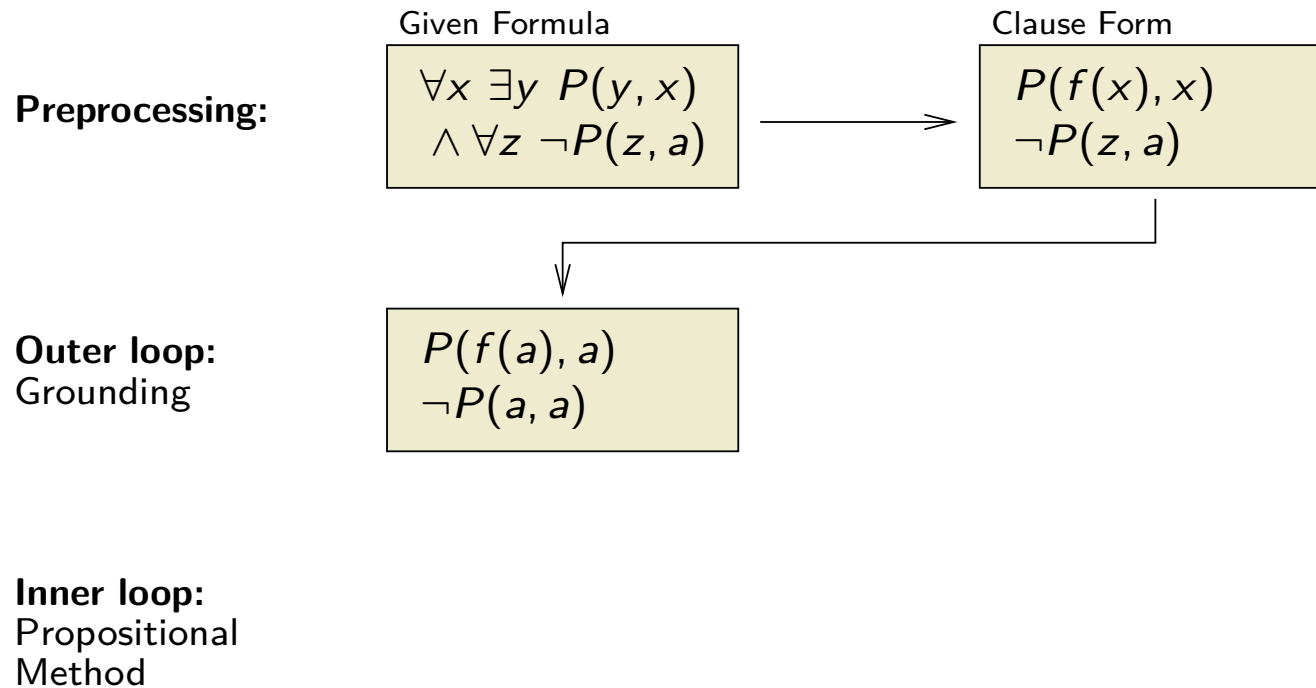 Given Formula
Clause Form
Preprocessing:
∀x ∃y P(y, x)
∧ ∀z ¬P(z, a)
P(f(x), x)
¬P(z, a)
Outer loop:
Grounding
P(f(a), a)
¬P(a, a)
Inner loop:
Propositional
Method